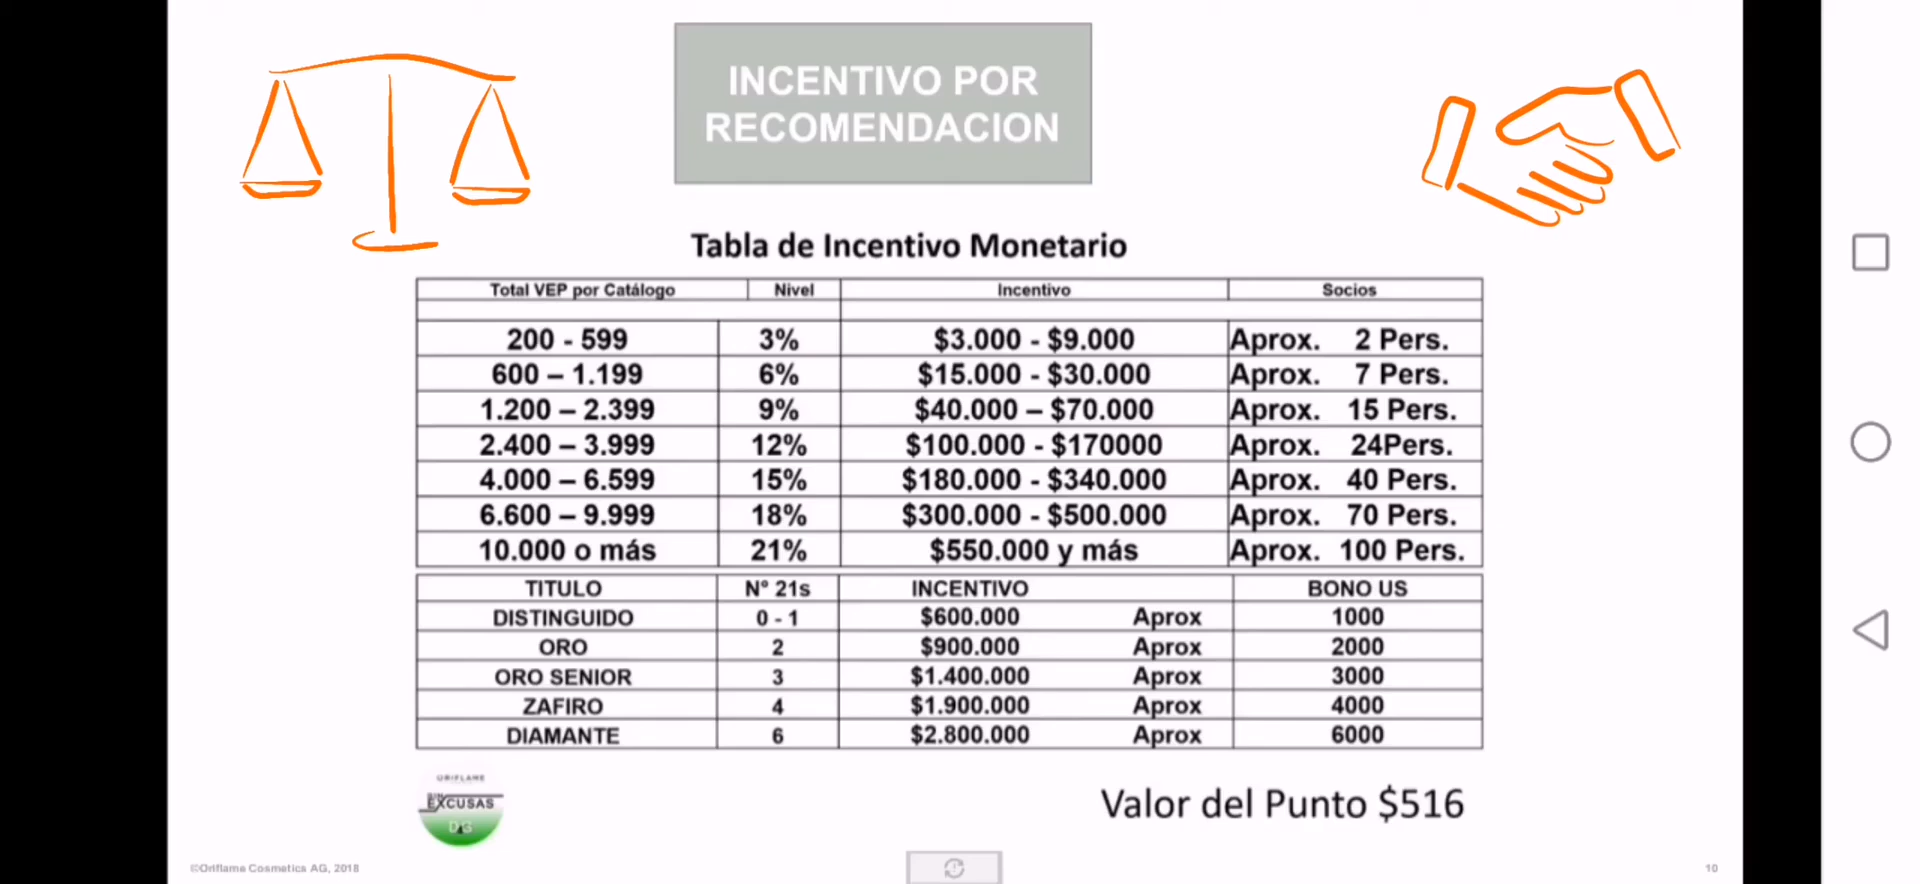 INCENTIVO POR
RECOMENDACION
Tabla de Incentivo Monetario
Total VEP por Catálogo Nivel Incentivo Socios
200 - 599 3% $3.000 - $9.000 Aprox. 2 Pers.
600 – 1.199 6% $15.000 - $30.000 Aprox. 7 Pers.
1.200 – 2.399 9% $40.000 – $70.000 Aprox. 15 Pers.
2.400 – 3.999 12% $100.000 - $170000 Aprox. 24Pers.
4.000 – 6.599 15% $180.000 - $340.000 Aprox. 40 Pers.
6.600 – 9.999 18% $300.000 - $500.000 Aprox. 70 Pers.
10.000 o más 21% $550.000 y más Aprox. 100 Pers.
TITULO N° 21s INCENTIVO BONO US
DISTINGUIDO 0 - 1 $600.000 Aprox 1000
ORO 2 $900.000 Aprox 2000
ORO SENIOR 3 $1.400.000 Aprox 3000
ZAFIRO 4 $1.900.000 Aprox 4000
DIAMANTE 6 $2.800.000 Aprox 6000
ORIFLAME
SIN
EXCUSAS
Valor del Punto $516
©Oriflame Cosmetics AG, 2018
10